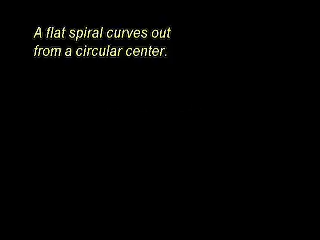 A flat spiral curves out
from a circular center.